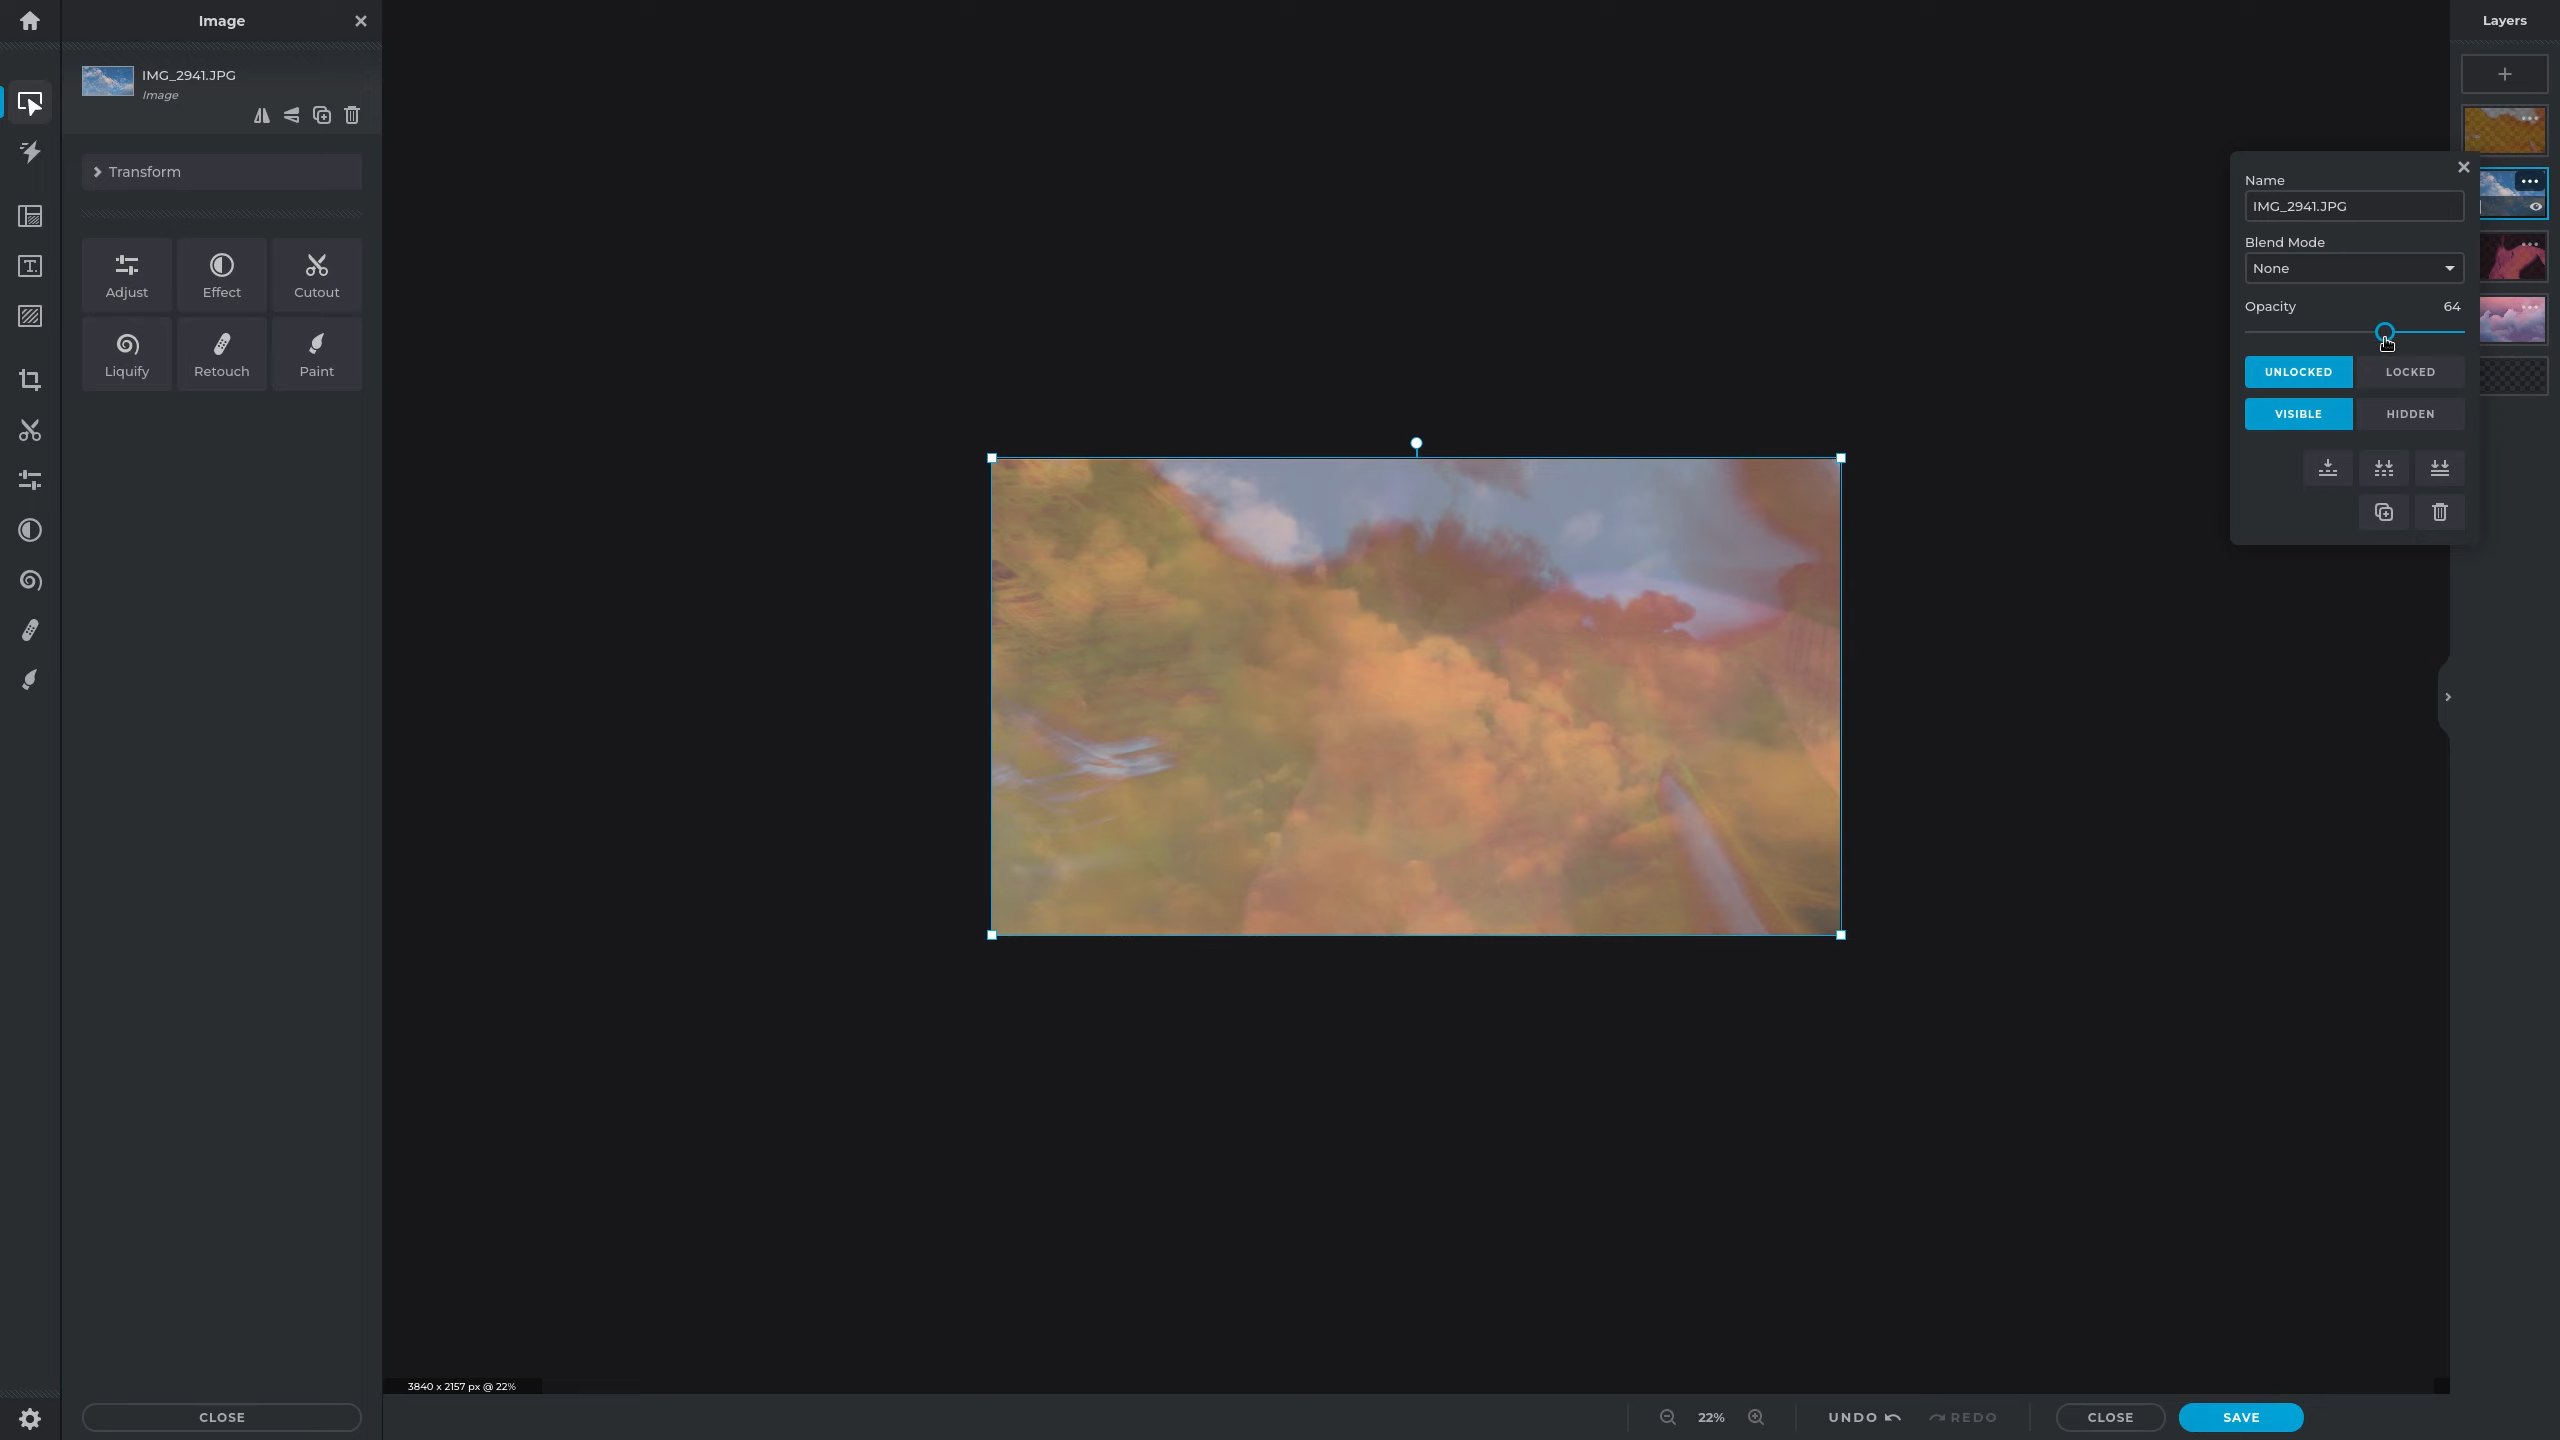 Image
Layers
IMG_2941.JPG
Image
Transform
Adjust
Effect
Cutout
Liquify
Retouch
Paint
Name
IMG_2941.JPG
Blend Mode
None
Opacity 64
UNLOCKED LOCKED
VISIBLE HIDDEN
3840 x 2157 px @ 22%
CLOSE
22%
UNDO
REDO
CLOSE
SAVE